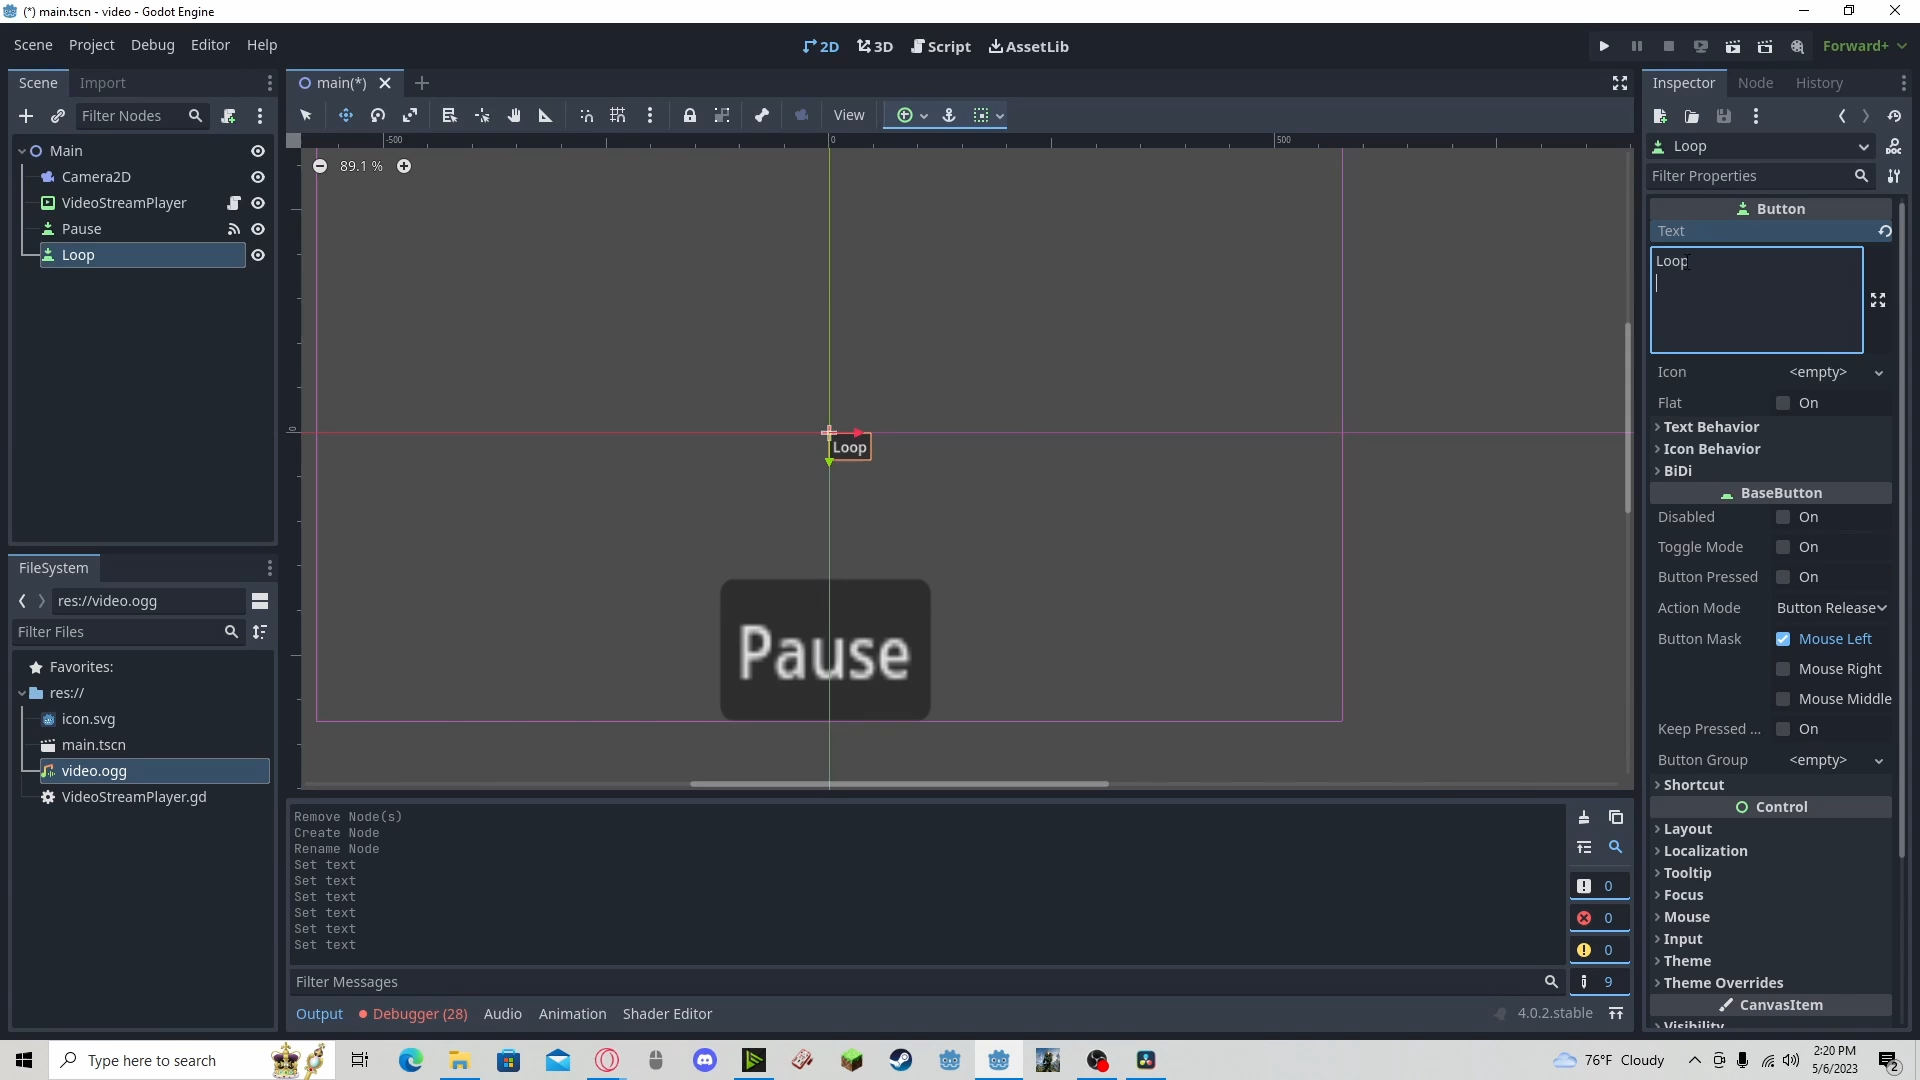 (*) main.tscn - video - Godot Engine
Scene Project Debug Editor Help
2D 3D Script AssetLib
Forward+
Scene Import
Filter Nodes
Main
Camera2D
VideoStreamPlayer
Pause
Loop
FileSystem
res://video.ogg
Filter Files
Favorites:
res://
icon.svg
main.tscn
video.ogg
VideoStreamPlayer.gd
main(*)
View
-500 0 500
0
89.1 %
Loop
Pause
Remove Node(s)
Create Node
Rename Node
Set text
Set text
Set text
Set text
Set text
Set text
Filter Messages
0
0
0
9
Output Debugger (28) Audio Animation Shader Editor
4.0.2.stable
Inspector Node History
Loop
DOC
Filter Properties
Button
Text
Loop
Icon <empty>
Flat On
Text Behavior
Icon Behavior
BiDi
BaseButton
Disabled On
Toggle Mode On
Button Pressed On
Action Mode Button Release
Button Mask Mouse Left
Mouse Right
Mouse Middle
Keep Pressed ... On
Button Group <empty>
Shortcut
Control
Layout
Localization
Tooltip
Focus
Mouse
Input
Theme
Theme Overrides
CanvasItem
Visibility
Type here to search
76°F Cloudy
2:20 PM
5/6/2023
2